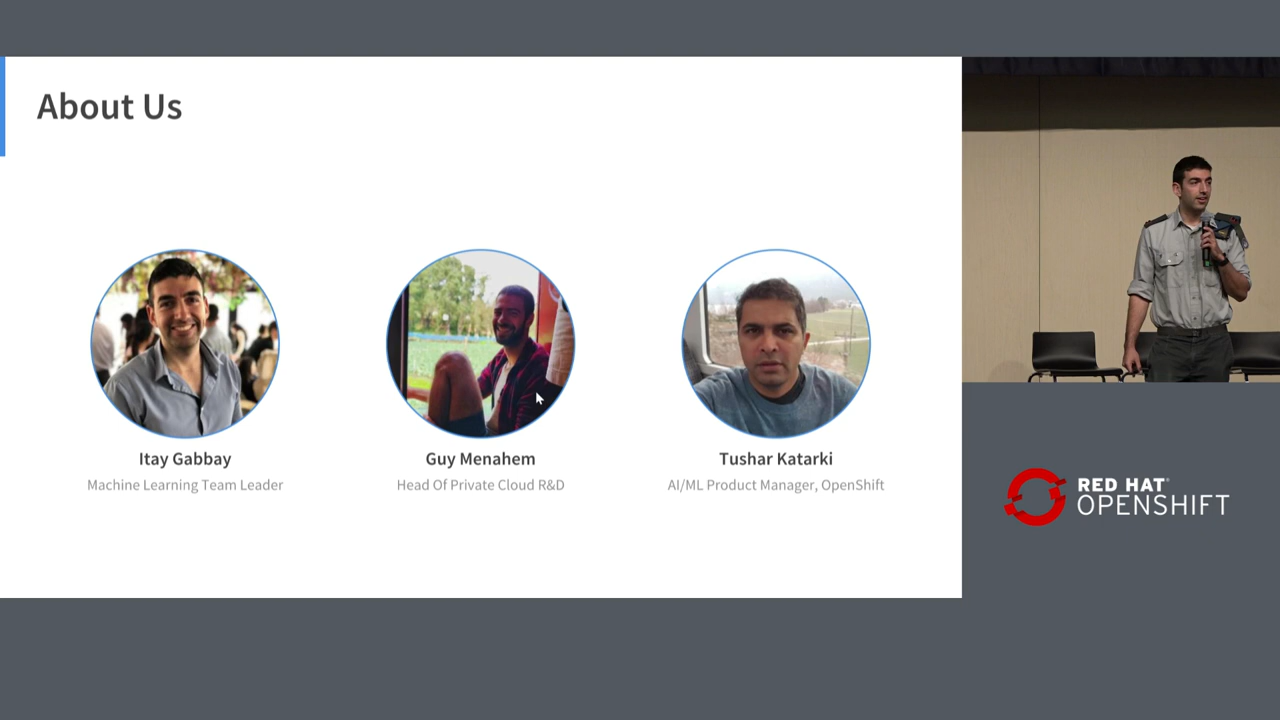 About Us
Itay Gabbay
Machine Learning Team Leader
Guy Menahem
Head Of Private Cloud R&D
Tushar Katarki
AI/ML Product Manager, OpenShift
RED HAT®
OPENSHIFT